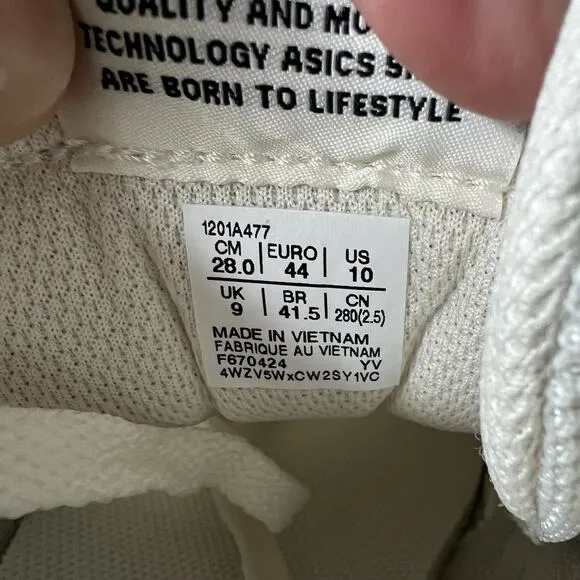 QUALITY AND
TECHNOLOGY ASICS
ARE BORN TO LIFESTYLE
1201A477
CM EURO US
28.0 44 10
UK BR CN
9 41.5 280(2.5)
MADE IN VIETNAM
FABRIQUE AU VIETNAM
F670424 YV
4WZV5WxCW2SY1VC